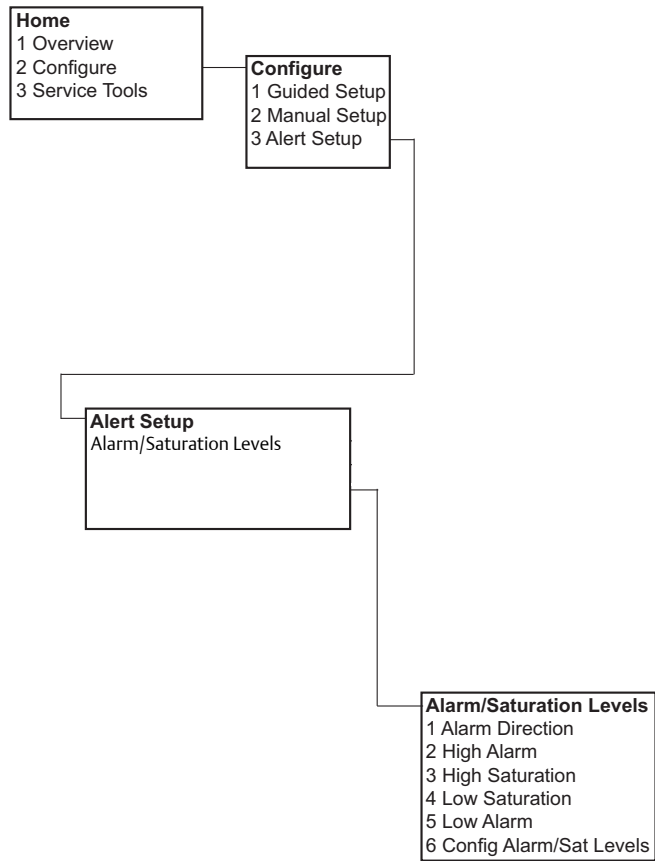 Home
1 Overview
2 Configure
3 Service Tools
Configure
1 Guided Setup
2 Manual Setup
3 Alert Setup
Alert Setup
Alarm/Saturation Levels
Alarm/Saturation Levels
1 Alarm Direction
2 High Alarm
3 High Saturation
4 Low Saturation
5 Low Alarm
6 Config Alarm/Sat Levels